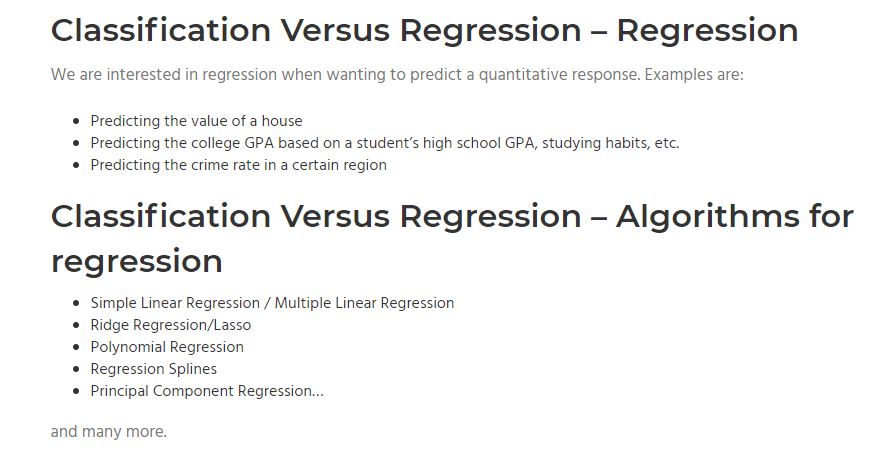 Classification Versus Regression – Regression
We are interested in regression when wanting to predict a quantitative response. Examples are:
• Predicting the value of a house
• Predicting the college GPA based on a student’s high school GPA, studying habits, etc.
• Predicting the crime rate in a certain region
Classification Versus Regression – Algorithms for
regression
• Simple Linear Regression / Multiple Linear Regression
• Ridge Regression/Lasso
• Polynomial Regression
• Regression Splines
• Principal Component Regression…
and many more.